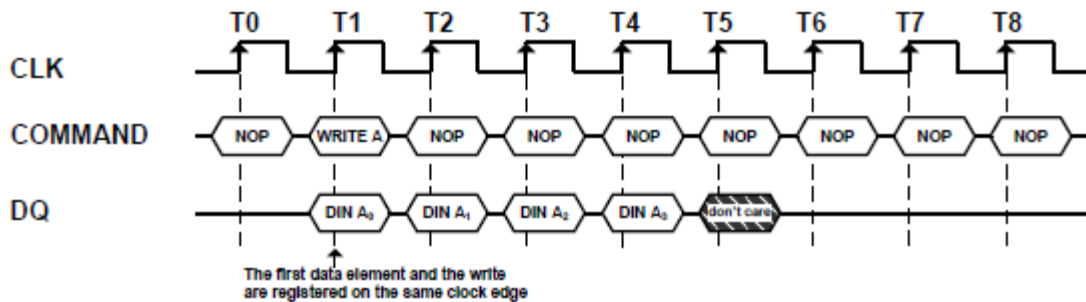 T0 T1 T2 T3 T4 T5 T6 T7 T8
CLK
COMMAND NOP WRITE A NOP NOP NOP NOP NOP NOP NOP
DQ DIN A₀ DIN A₁ DIN A₂ DIN A₃ don't care
The first data element and the write
are registered on the same clock edge